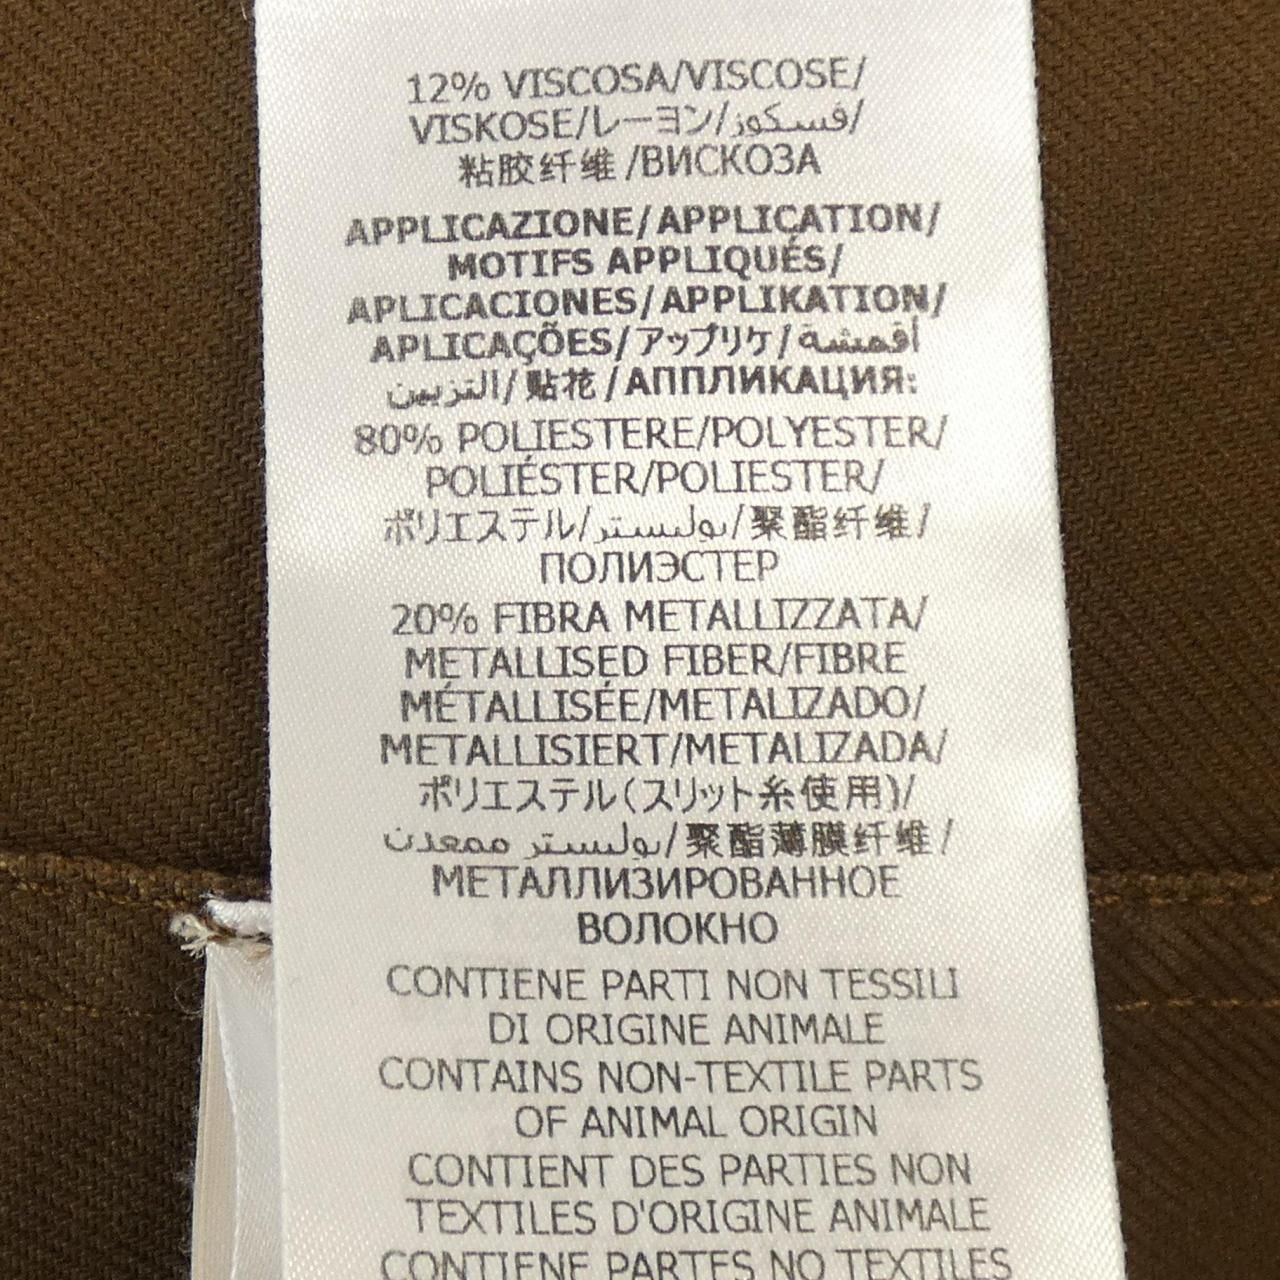 12% VISCOSA/VISCOSE/
VISKOSE/レーヨン/فسكوز/
粘胶纤维/ВИСКОЗА
APPLICAZIONE/APPLICATION/
MOTIFS APPLIQUÉS/
APLICACIONES/APPLIKATION/
APLICAÇÕES/アップリケ/أقمشة
التزيين/贴花/АППЛИКАЦИЯ:
80% POLIESTERE/POLYESTER/
POLIÉSTER/POLIESTER/
ポリエステル/بوليستر/聚酯纤维/
ПОЛИЭСТЕР
20% FIBRA METALLIZZATA/
METALLISED FIBER/FIBRE
MÉTALLISÉE/METALIZADO/
METALLISIERT/METALIZADA/
ポリエステル(スリット糸使用)/
بوليستر ممعدن/聚酯薄膜纤维/
МЕТАЛЛИЗИРОВАННОЕ
ВОЛОКНО
CONTIENE PARTI NON TESSILI
DI ORIGINE ANIMALE
CONTAINS NON-TEXTILE PARTS
OF ANIMAL ORIGIN
CONTIENT DES PARTIES NON
TEXTILES D'ORIGINE ANIMALE
CONTIENE PARTES NO TEXTILES